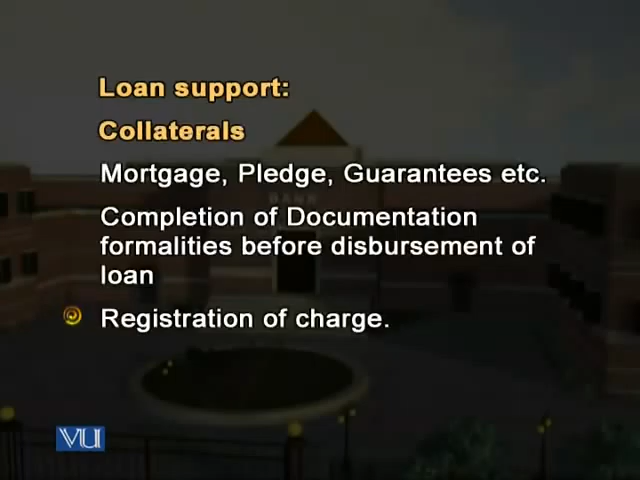 Loan support:
Collaterals
Mortgage, Pledge, Guarantees etc.
Completion of Documentation
formalities before disbursement of
loan
Registration of charge.
BANK
VU